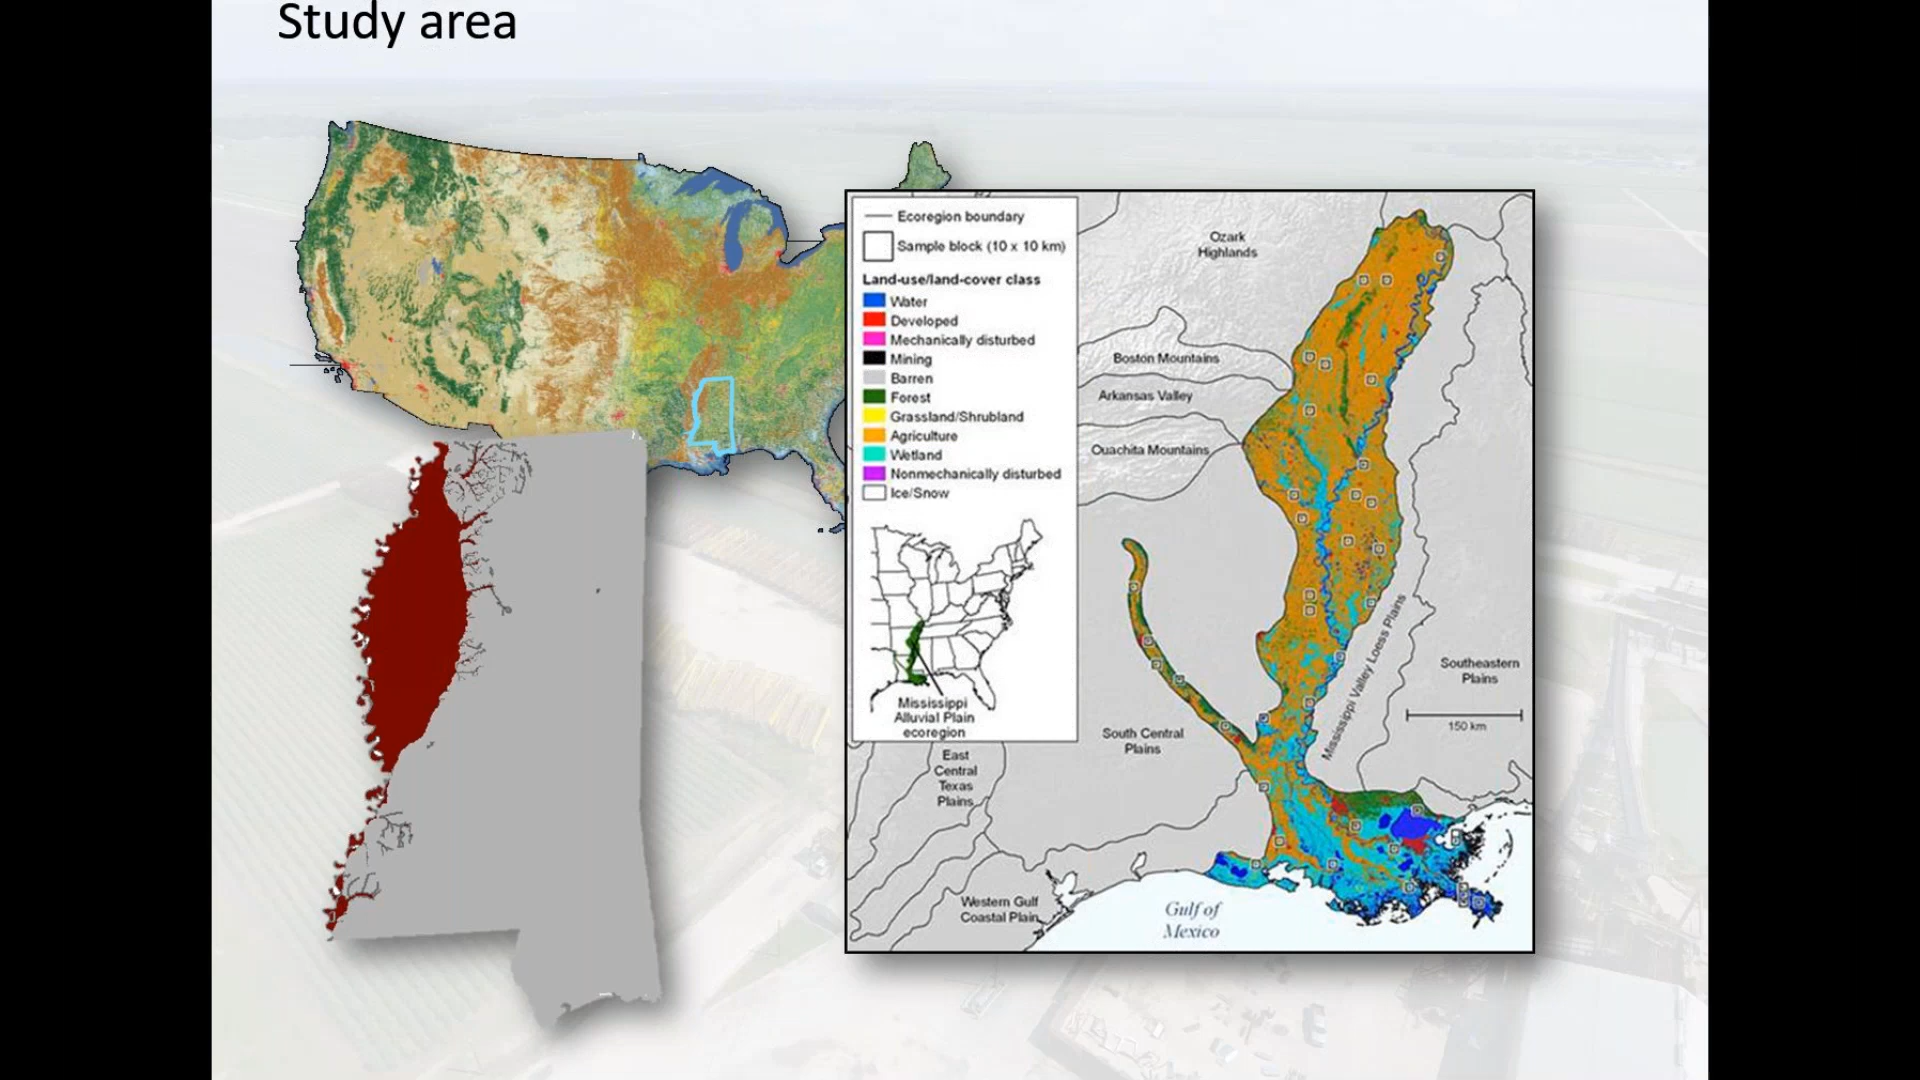 Study area
Ecoregion boundary
Sample block (10 x 10 km)
Land-use/land-cover class
Water
Developed
Mechanically disturbed
Mining
Barren
Forest
Grassland/Shrubland
Agriculture
Wetland
Nonmechanically disturbed
Ice/Snow
Mississippi
Alluvial Plain
ecoregion
Ozark
Highlands
Boston Mountains
Arkansas Valley
Ouachita Mountains
Mississippi Valley Loess Plains
Southeastern
Plains
150 km
South Central
Plains
East
Central
Texas
Plains
Western Gulf
Coastal Plain
Gulf of
Mexico